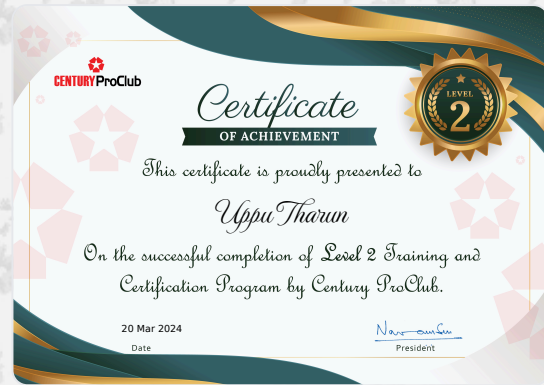 CENTURY ProClub
Certificate
OF ACHIEVEMENT
LEVEL
2
This certificate is proudly presented to
Uppu Tharun
On the successful completion of Level 2 Training and
Certification Program by Century ProClub.
20 Mar 2024
Date
President